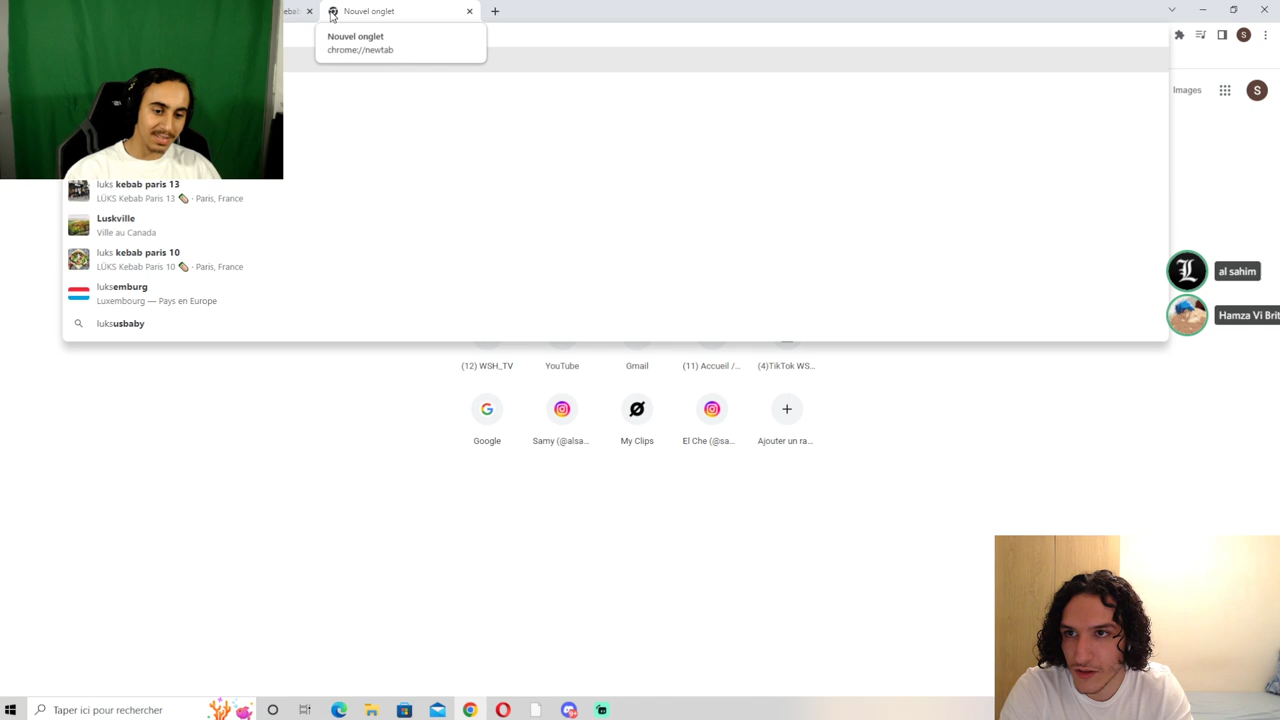 Nouvel onglet
Nouvel onglet
chrome://newtab
Images
S
S
luks kebab paris 13
LÜKS Kebab Paris 13 · Paris, France
Luskville
Ville au Canada
luks kebab paris 10
LÜKS Kebab Paris 10 · Paris, France
luksemburg
Luxembourg — Pays en Europe
luksusbaby
L
al sahim
Hamza Vi Brit
(12) WSH_TV
YouTube
Gmail
(11) Accueil /...
(4)TikTok WS...
Google
Samy (@alsa...
My Clips
El Che (@sa...
Ajouter un ra...
Taper ici pour rechercher